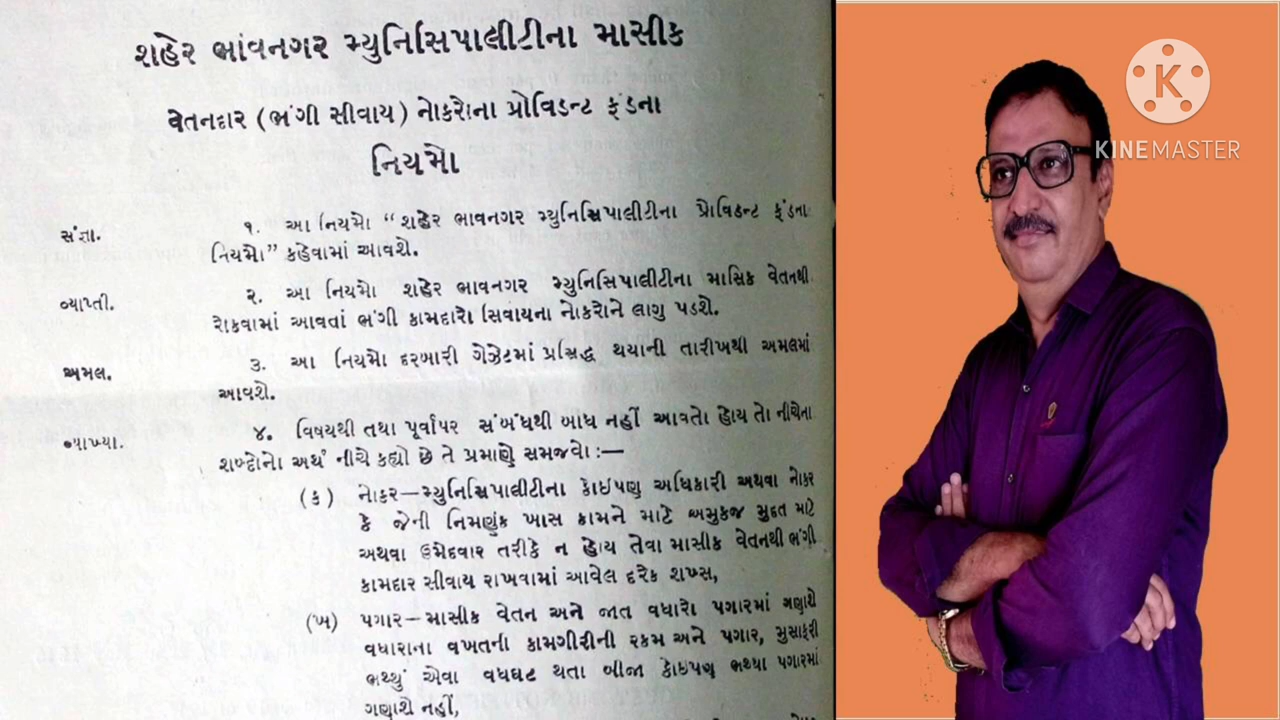 શહેર ભાંવનગર મ્યુનિસિપાલીટીના માસીક
વેતનદાર (ભંગી સીવાય) નોકરોના પ્રોવિડન્ટ ફંડના
નિયમો
સંજ્ઞા.
૧. આ નિયમો “શહેર ભાવનગર મ્યુનિસિપાલીટીના પ્રોવિડન્ટ ફંડના
નિયમો” કહેવામાં આવશે.
વ્યાપ્તી.
૨. આ નિયમો શહેર ભાવનગર મ્યુનિસિપાલીટીના માસિક વેતનથી
રોકવામાં આવતાં ભંગી કામદારો સિવાયના નોકરોને લાગુ પડશે.
અમલ.
૩. આ નિયમો દરબારી ગેઝેટમાં પ્રસિદ્ધ થયાની તારીખથી અમલમાં
આવશે.
વ્યાખ્યા.
૪. વિષયથી તથા પૂર્વાપર સંબંધથી બાધ નહીં આવતો હોય તો નીચેના
શબ્દોનો અર્થ નીચે કહ્યો છે તે પ્રમાણે સમજવો :—
(ક) નોકર—મ્યુનિસિપાલીટીના કોઈપણ અધિકારી અથવા નોકર
કે જેની નિમણુંક ખાસ કામને માટે અમુકજ મુદત માટે
અથવા ઉમેદવાર તરીકે ન હોય તેવા માસીક વેતનથી ભંગી
કામદાર સીવાય રાખવામાં આવેલ દરેક શખ્સ,
(ખ) પગાર—માસીક વેતન અને જાત વધારો પગારમાં ગણાશે
વધારાના વખતની કામગીરીની રકમ અને પગાર, મુસાફરી
ભથ્થું એવા વધઘટ થતા બીજા કોઈપણ ભથ્થા પગારમાં
ગણાશે નહીં,
K
KINEMASTER